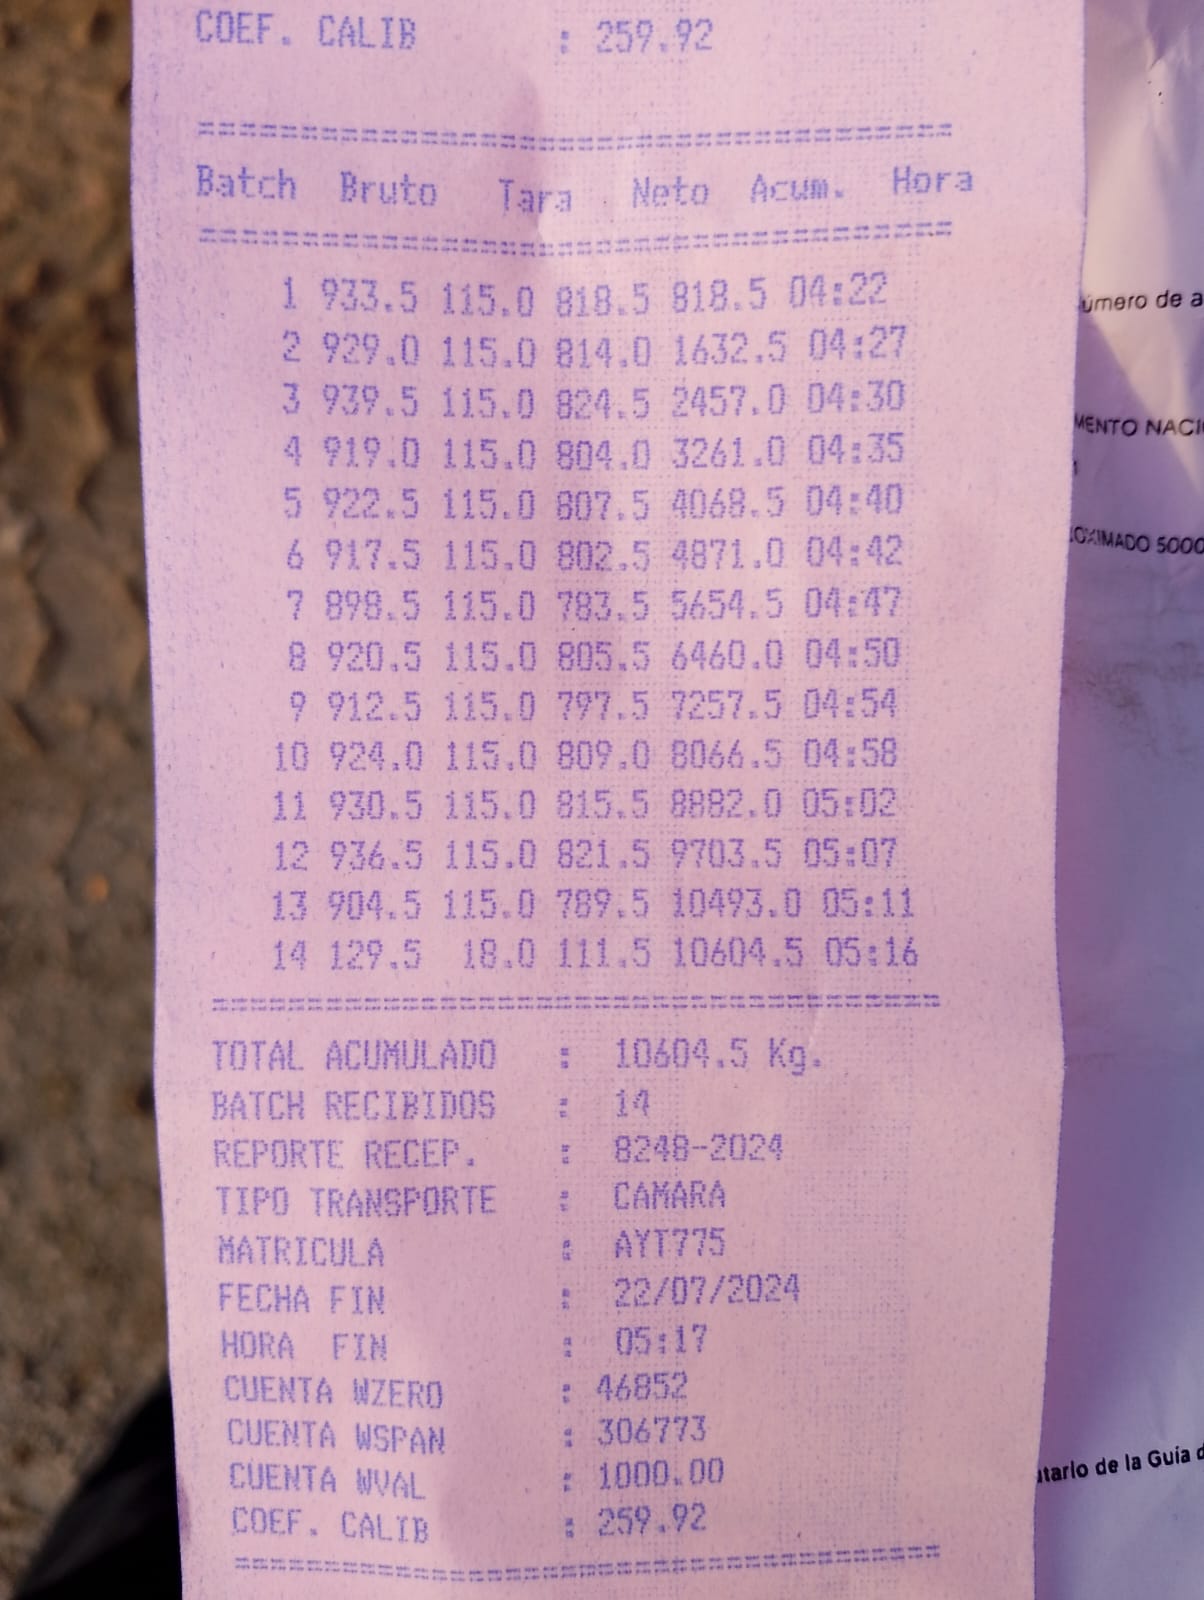 COEF. CALIB : 259.92
==========================================
Batch Bruto Tara Neto Acum. Hora
==========================================
1 933.5 115.0 818.5 818.5 04:22
2 929.0 115.0 814.0 1632.5 04:27
3 939.5 115.0 824.5 2457.0 04:30
4 919.0 115.0 804.0 3261.0 04:35
5 922.5 115.0 807.5 4068.5 04:40
6 917.5 115.0 802.5 4871.0 04:42
7 898.5 115.0 783.5 5654.5 04:47
8 920.5 115.0 805.5 6460.0 04:50
9 912.5 115.0 797.5 7257.5 04:54
10 924.0 115.0 809.0 8066.5 04:58
11 930.5 115.0 815.5 8882.0 05:02
12 936.5 115.0 821.5 9703.5 05:07
13 904.5 115.0 789.5 10493.0 05:11
14 129.5 18.0 111.5 10604.5 05:16
==========================================
TOTAL ACUMULADO : 10604.5 Kg.
BATCH RECIBIDOS : 14
REPORTE RECEP. : 8248-2024
TIPO TRANSPORTE : CAMARA
MATRICULA : AYT775
FECHA FIN : 22/07/2024
HORA FIN : 05:17
CUENTA WZERO : 46852
CUENTA WSPAN : 306773
CUENTA WVAL : 1000.00
COEF. CALIB : 259.92
==========================================
úmero de a
MENTO NACI
OXIMADO 5000
tario de la Guía d